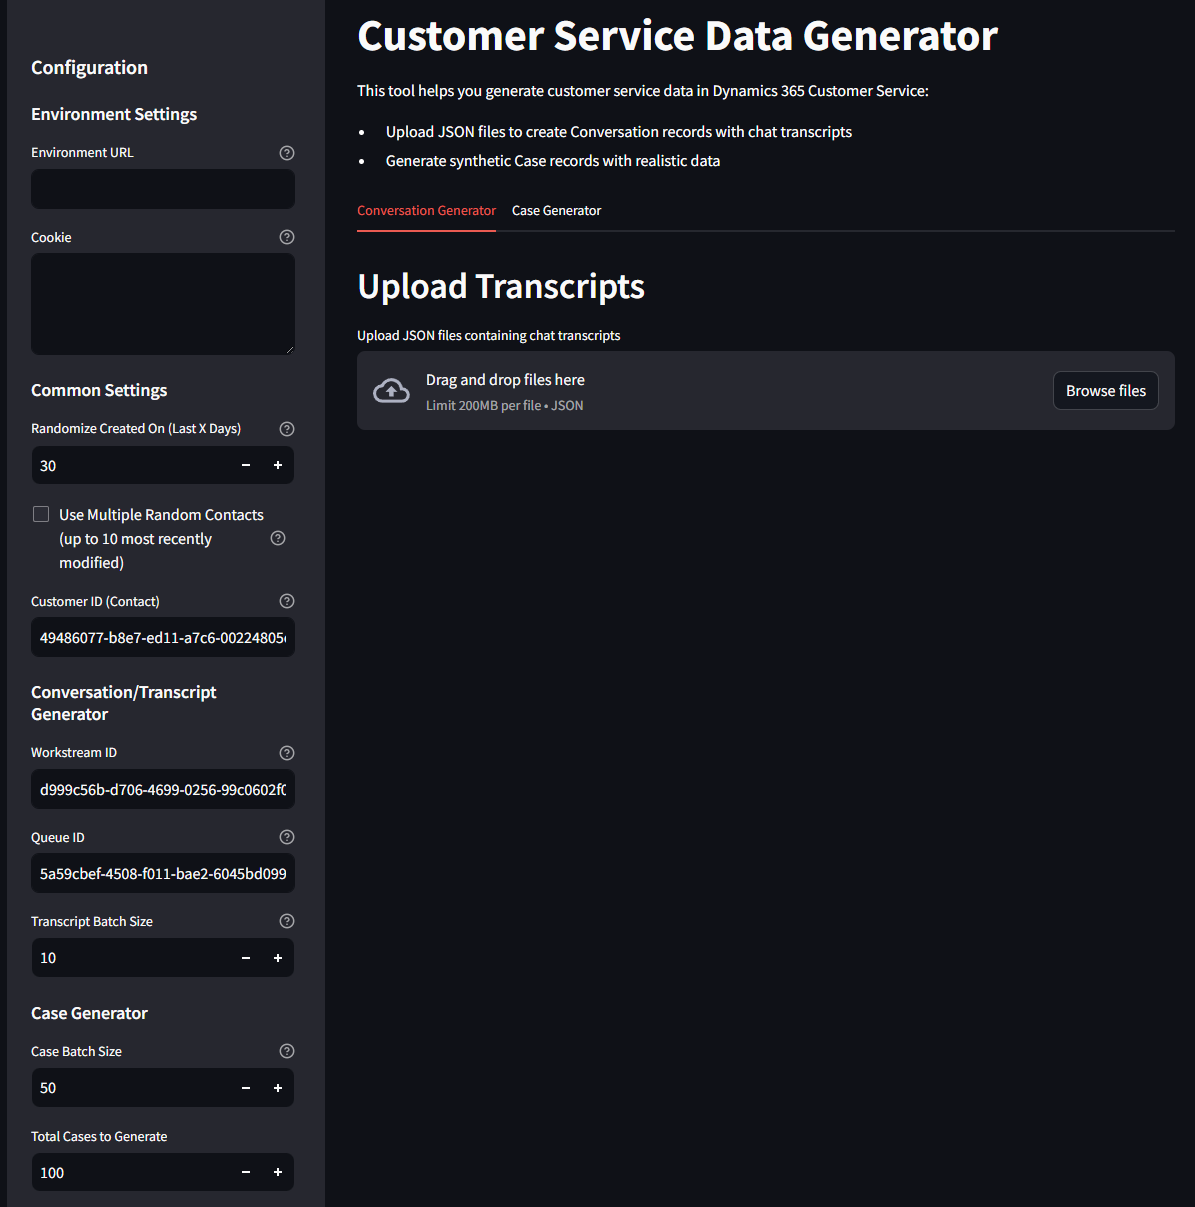 Configuration
Environment Settings
Environment URL
Cookie
Common Settings
Randomize Created On (Last X Days)
30
Use Multiple Random Contacts
(up to 10 most recently
modified)
Customer ID (Contact)
49486077-b8e7-ed11-a7c6-00224805
Conversation/Transcript
Generator
Workstream ID
d999c56b-d706-4699-0256-99c0602f
Queue ID
5a59cbef-4508-f011-bae2-6045bd099
Transcript Batch Size
10
Case Generator
Case Batch Size
50
Total Cases to Generate
100
Customer Service Data Generator
This tool helps you generate customer service data in Dynamics 365 Customer Service:
• Upload JSON files to create Conversation records with chat transcripts
• Generate synthetic Case records with realistic data
Conversation Generator Case Generator
Upload Transcripts
Upload JSON files containing chat transcripts
Drag and drop files here
Limit 200MB per file • JSON
Browse files